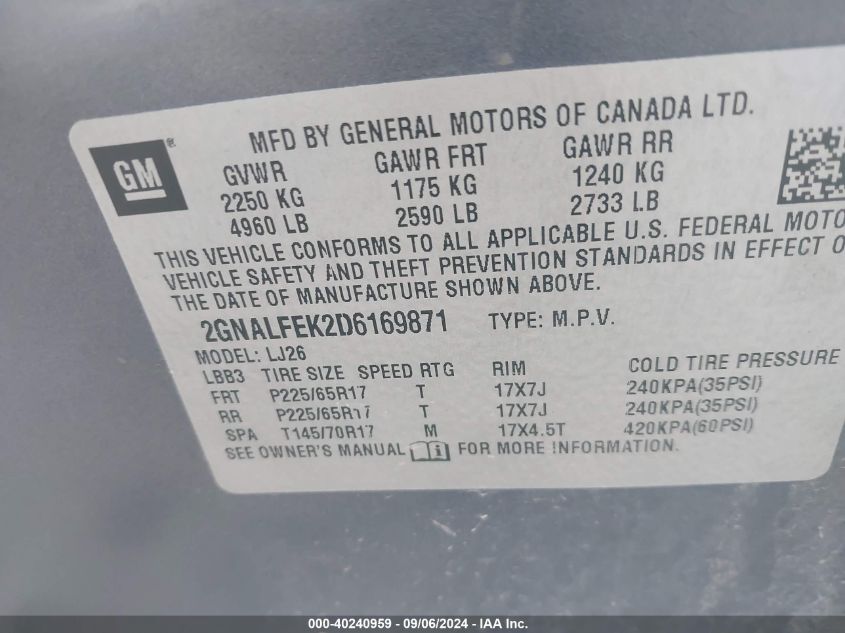 MFD BY GENERAL MOTORS OF CANADA LTD.
GM®
GVWR GAWR FRT GAWR RR
2250 KG 1175 KG 1240 KG
4960 LB 2590 LB 2733 LB
THIS VEHICLE CONFORMS TO ALL APPLICABLE U.S. FEDERAL MOTO
VEHICLE SAFETY AND THEFT PREVENTION STANDARDS IN EFFECT O
THE DATE OF MANUFACTURE SHOWN ABOVE.
2GNALFEK2D6169871 TYPE: M.P.V.
MODEL: LJ26
LBB3 TIRE SIZE SPEED RTG RIM COLD TIRE PRESSURE
FRT P225/65R17 T 17X7J 240KPA(35PSI)
RR P225/65R17 T 17X7J 240KPA(35PSI)
SPA T145/70R17 M 17X4.5T 420KPA(60PSI)
SEE OWNER'S MANUAL FOR MORE INFORMATION.
000-40240959 - 09/06/2024 - IAA Inc.